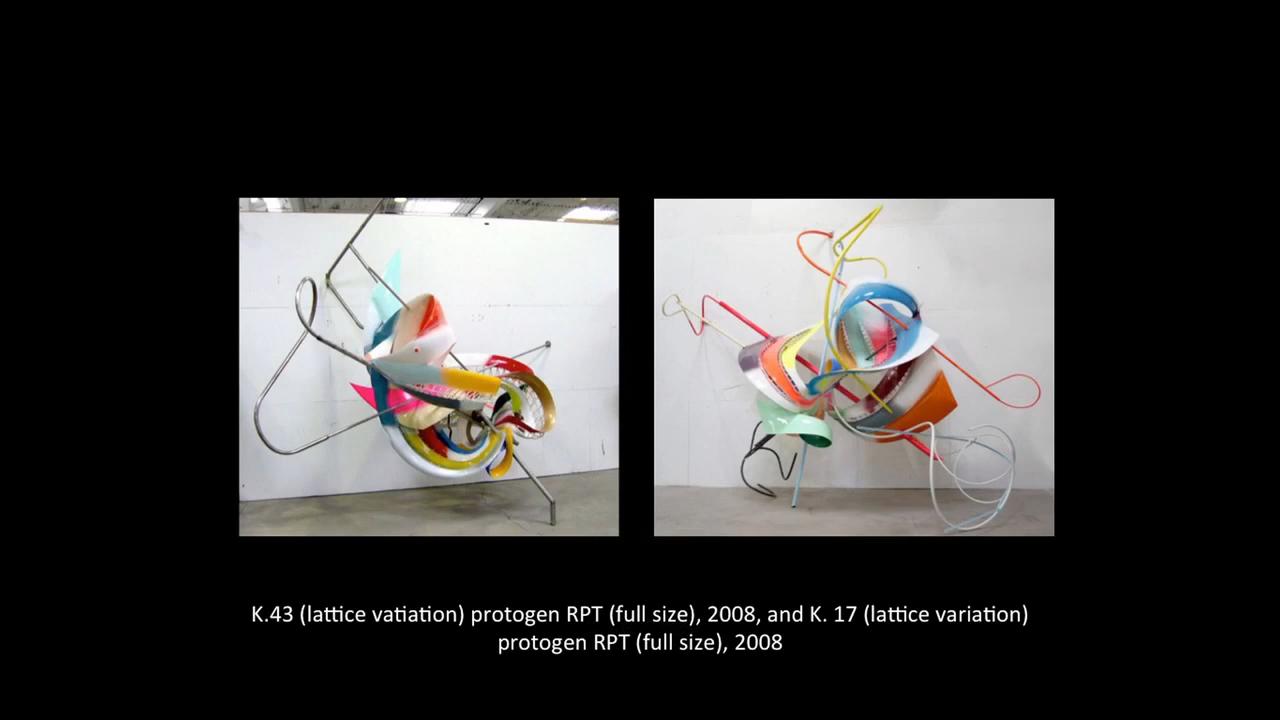 K.43 (lattice vatiation) protogen RPT (full size), 2008, and K. 17 (lattice variation)
protogen RPT (full size), 2008